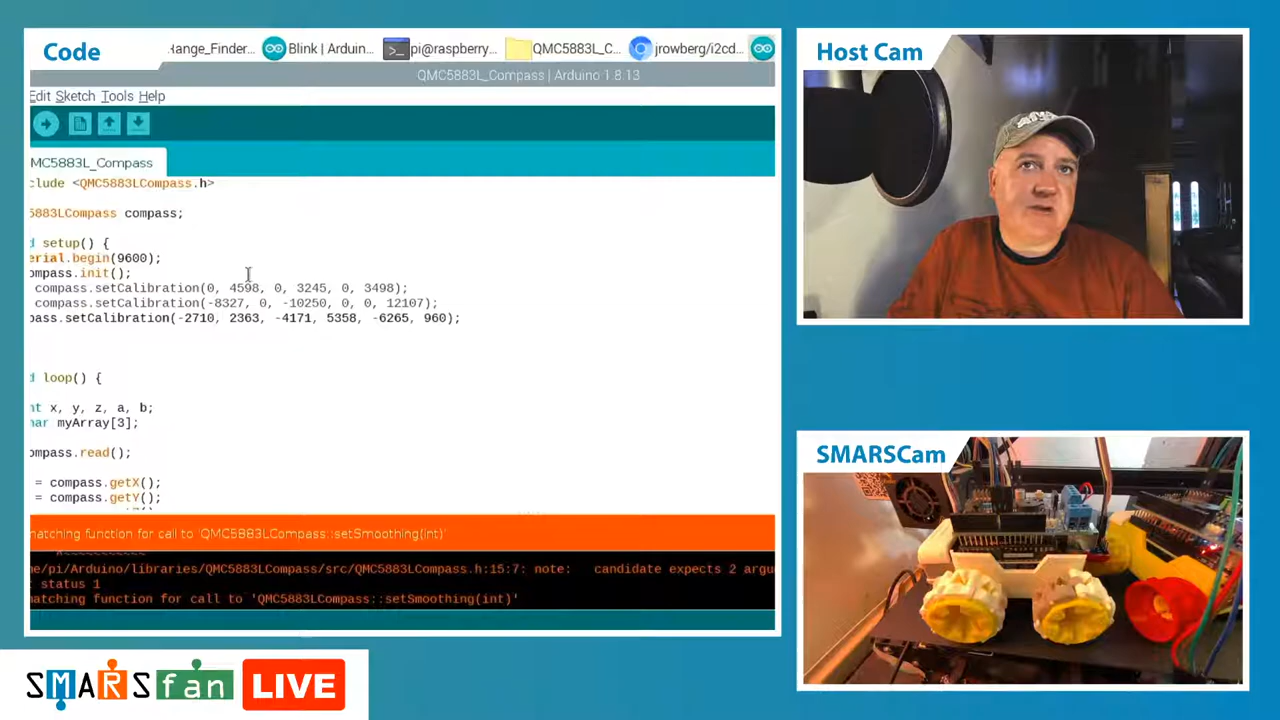 Code
Hange_Finder...
Blink | Arduin...
pi@raspberry...
QMC5883L_C...
jrowberg/i2cd...
QMC5883L_Compass | Arduino 1.8.13
Edit Sketch Tools Help
MC5883L_Compass
clude <QMC5883LCompass.h>
5883LCompass compass;
d setup() {
erial.begin(9600);
ompass.init();
compass.setCalibration(0, 4598, 0, 3245, 0, 3498);
compass.setCalibration(-8327, 0, -10250, 0, 0, 12107);
pass.setCalibration(-2710, 2363, -4171, 5358, -6265, 960);
d loop() {
nt x, y, z, a, b;
har myArray[3];
ompass.read();
= compass.getX();
= compass.getY();
matching function for call to 'QMC5883LCompass::setSmoothing(int)'
^~~~~~~~~~~~
me/pi/Arduino/libraries/QMC5883LCompass/src/QMC5883LCompass.h:15:7: note: candidate expects 2 argu
t status 1
matching function for call to 'QMC5883LCompass::setSmoothing(int)'
Host Cam
SMARSCam
SMARSfan LIVE